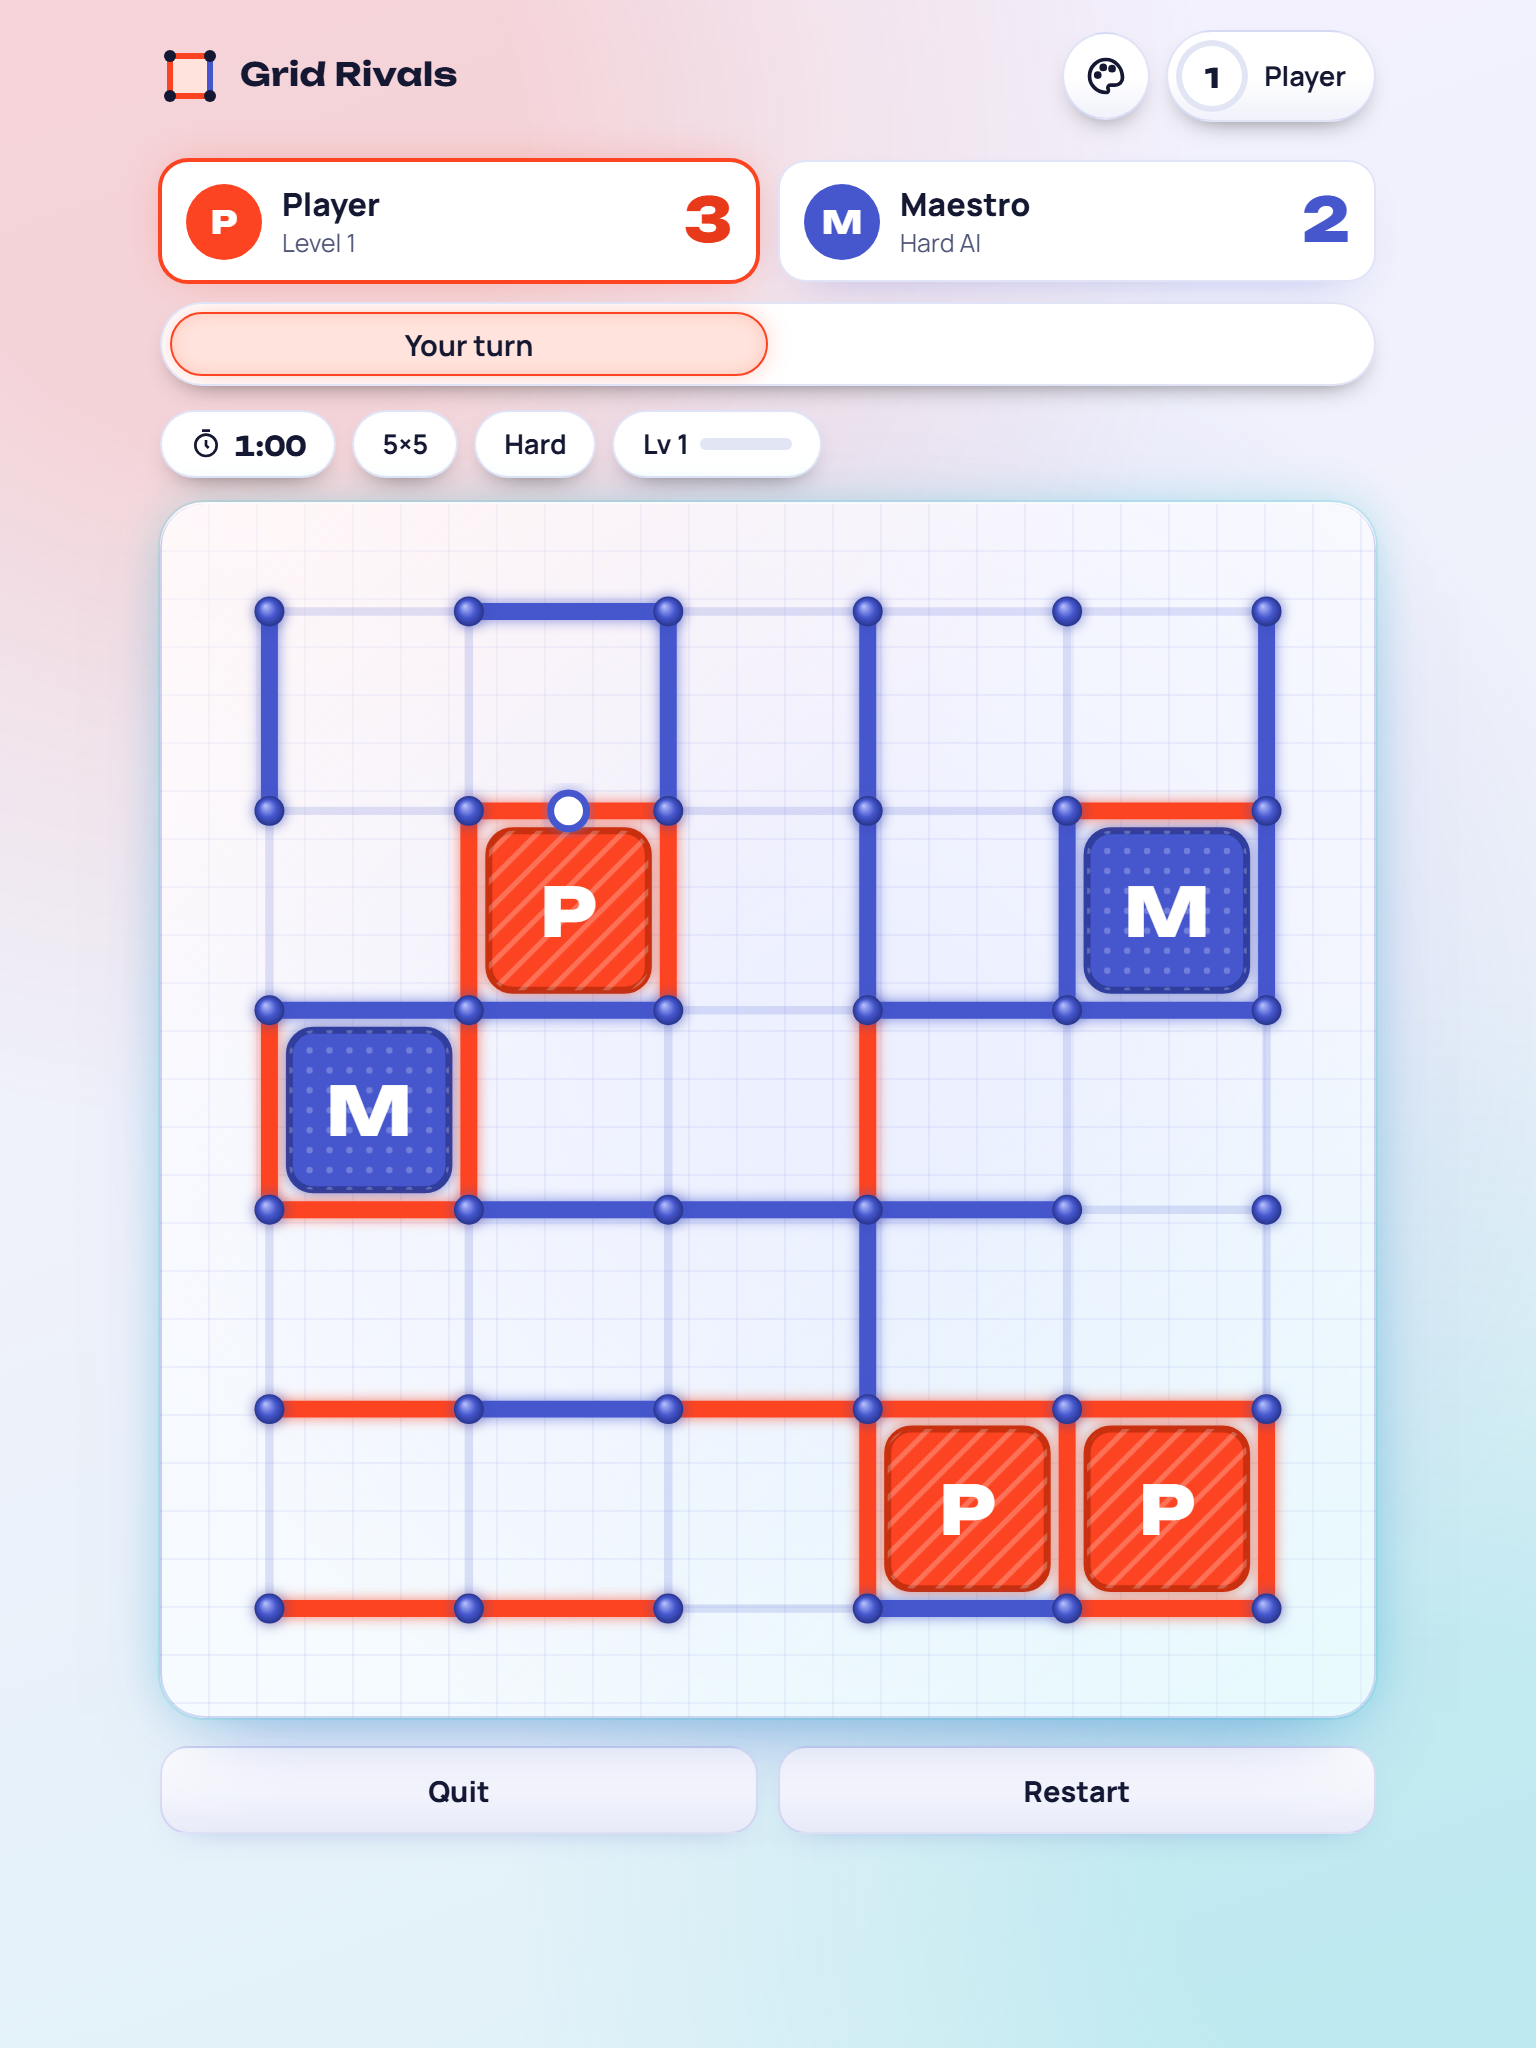 Grid Rivals
1 Player
P Player 3
Level 1
M Maestro 2
Hard AI
Your turn
1:00 5×5 Hard Lv 1
P M
M
P P
Quit Restart